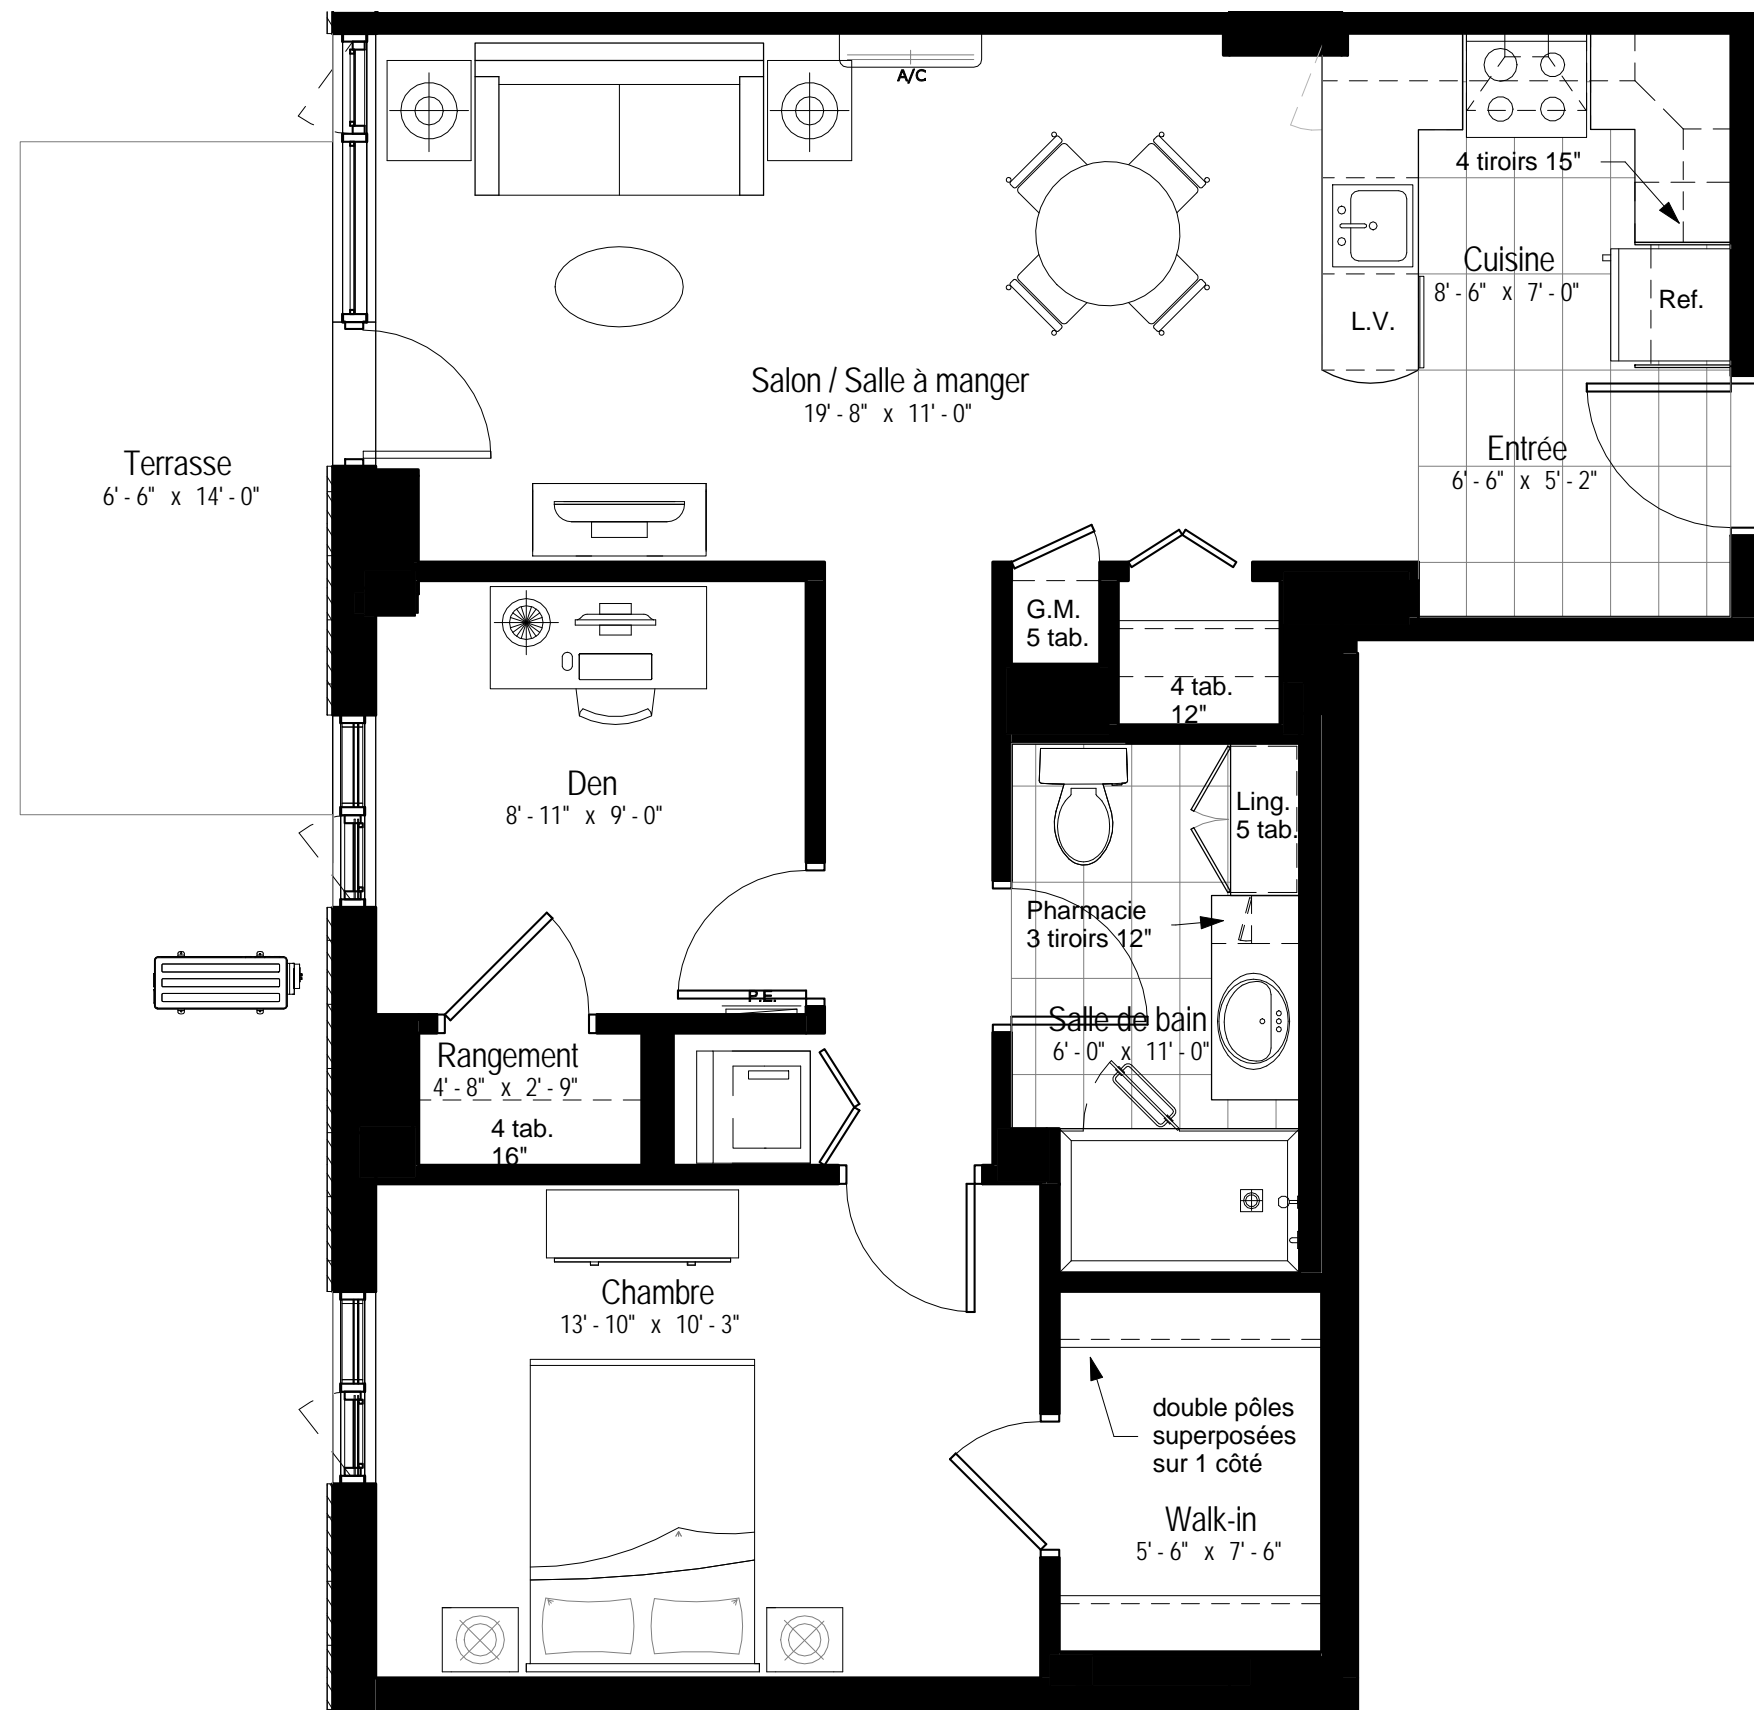 A/C
4 tiroirs 15"
Cuisine
8' - 6" x 7' - 0"
Ref.
L.V.
Salon / Salle à manger
19' - 8" x 11' - 0"
Terrasse
6' - 6" x 14' - 0"
Entrée
6' - 6" x 5' - 2"
G.M.
5 tab.
4 tab.
12"
Den
8' - 11" x 9' - 0"
Ling.
5 tab.
Pharmacie
3 tiroirs 12"
P.E.
Salle de bain
6' - 0" x 11' - 0"
Rangement
4' - 8" x 2' - 9"
4 tab.
16"
Chambre
13' - 10" x 10' - 3"
double pôles
superposées
sur 1 côté
Walk-in
5' - 6" x 7' - 6"